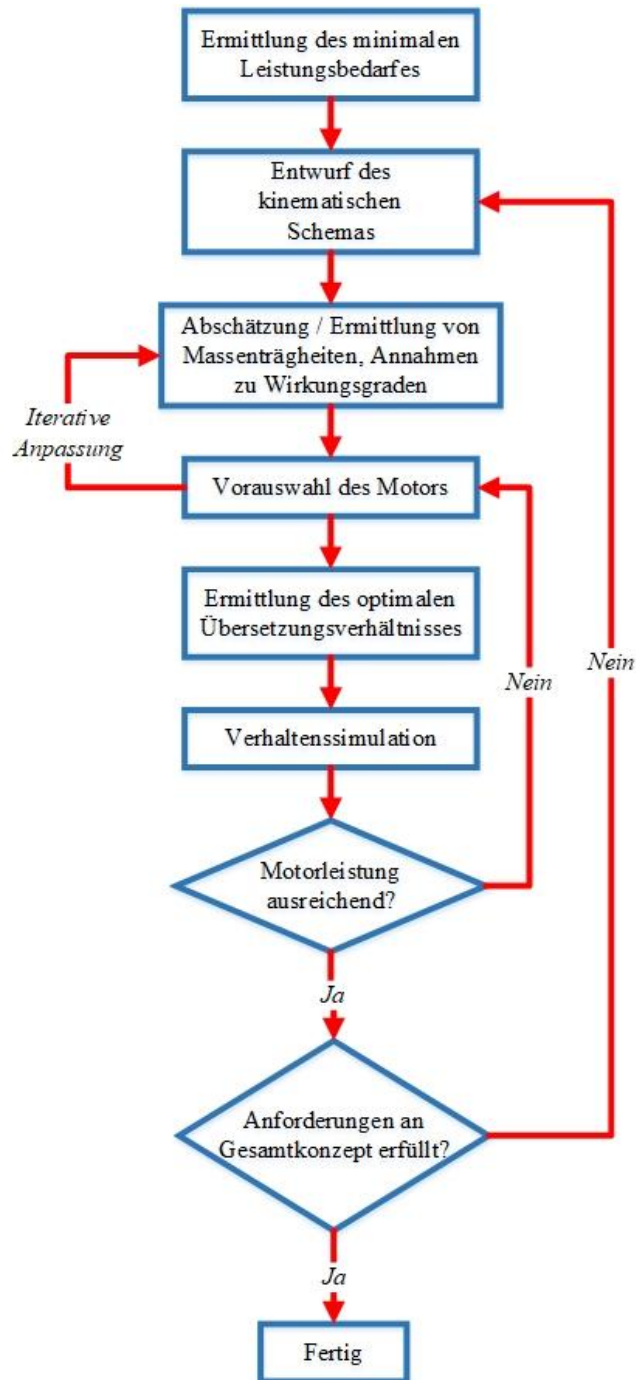 Ermittlung des minimalen
Leistungsbedarfes
Entwurf des
kinematischen
Schemas
Abschätzung / Ermittlung von
Massenträgheiten, Annahmen
zu Wirkungsgraden
Iterative
Anpassung
Vorauswahl des Motors
Ermittlung des optimalen
Übersetzungsverhältnisses
Nein
Nein
Verhaltenssimulation
Motorleistung
ausreichend?
Ja
Anforderungen an
Gesamtkonzept erfüllt?
Ja
Fertig